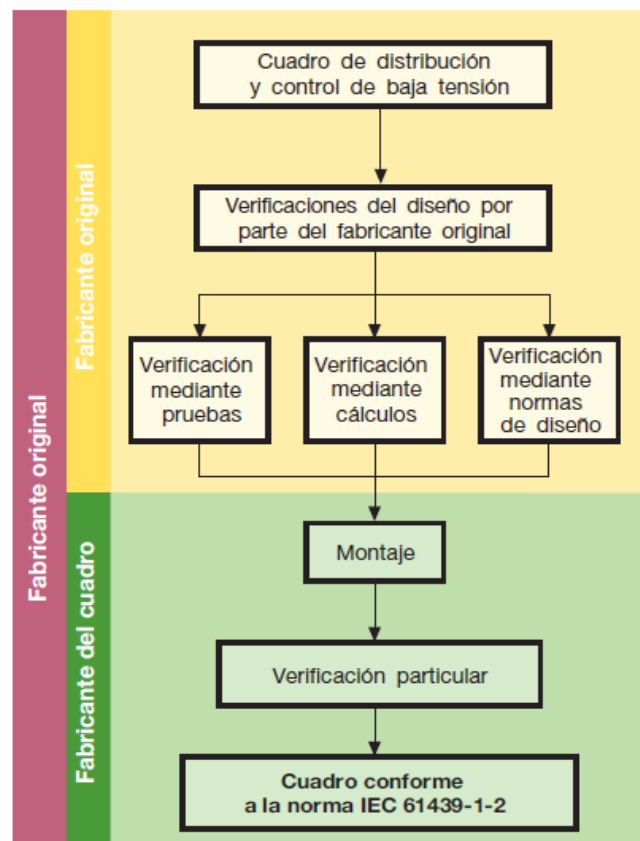 Fabricante original
Fabricante original
Fabricante del cuadro
Cuadro de distribución
y control de baja tensión
Verificaciones del diseño por
parte del fabricante original
Verificación
mediante
pruebas
Verificación
mediante
cálculos
Verificación
mediante
normas
de diseño
Montaje
Verificación particular
Cuadro conforme
a la norma IEC 61439-1-2